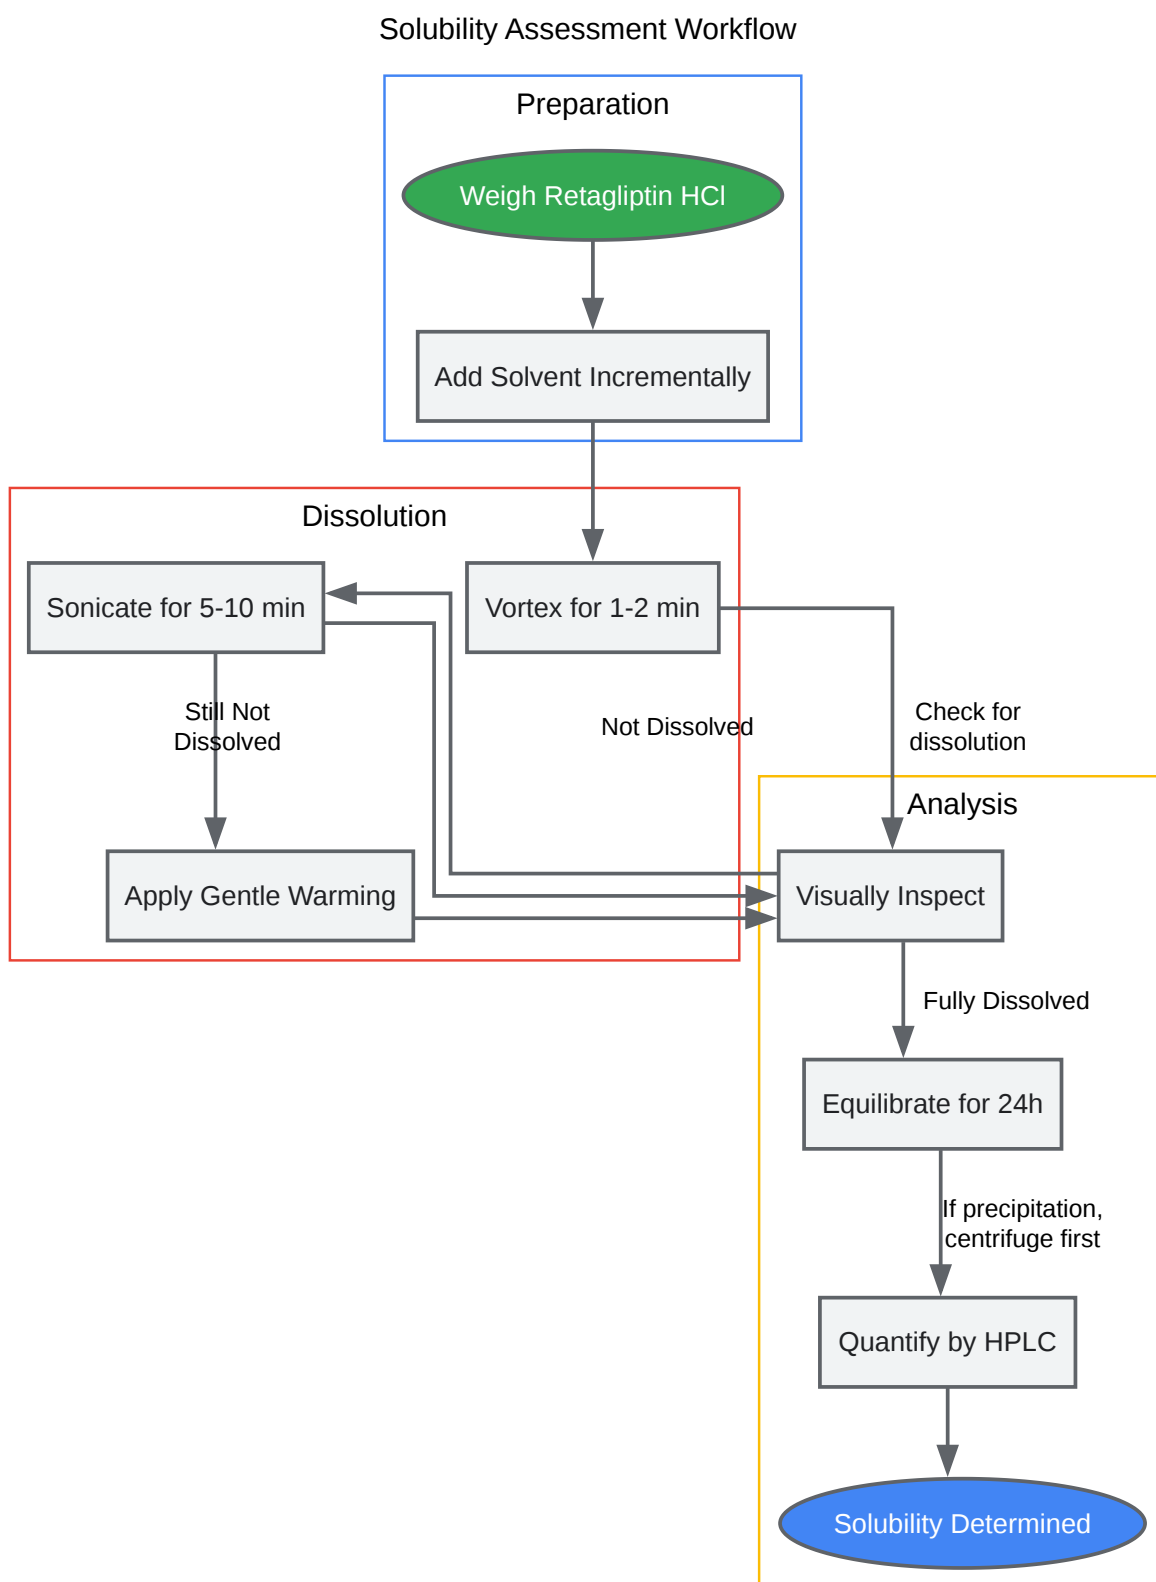 Solubility Assessment Workflow
Preparation
Weigh Retagliptin HCl
Add Solvent Incrementally
Dissolution
Sonicate for 5-10 min
Vortex for 1-2 min
Still Not
Dissolved
Not Dissolved
Check for
dissolution
Analysis
Apply Gentle Warming
Visually Inspect
Fully Dissolved
Equilibrate for 24h
If precipitation,
centrifuge first
Quantify by HPLC
Solubility Determined